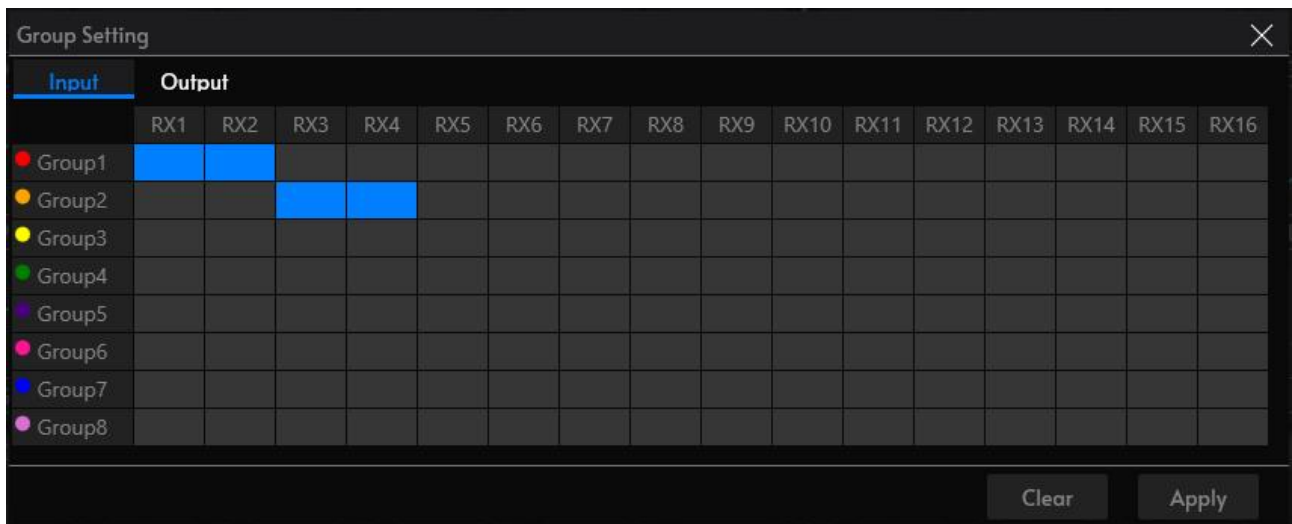 Group Setting
Input Output
RX1 RX2 RX3 RX4 RX5 RX6 RX7 RX8 RX9 RX10 RX11 RX12 RX13 RX14 RX15 RX16
Group1
Group2
Group3
Group4
Group5
Group6
Group7
Group8
Clear Apply